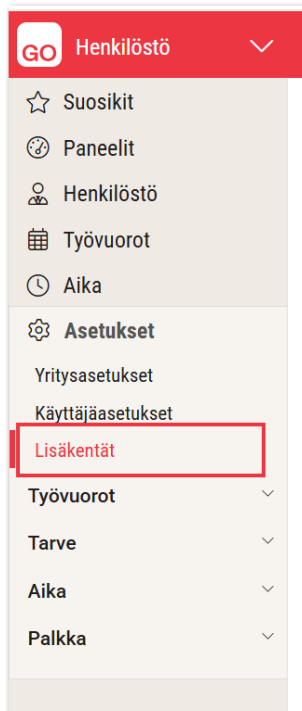 GO Henkilöstö
Suosikit
Paneelit
Henkilöstö
Työvuorot
Aika
Asetukset
Yritysasetukset
Käyttäjäasetukset
Lisäkentät
Työvuorot
Tarve
Aika
Palkka